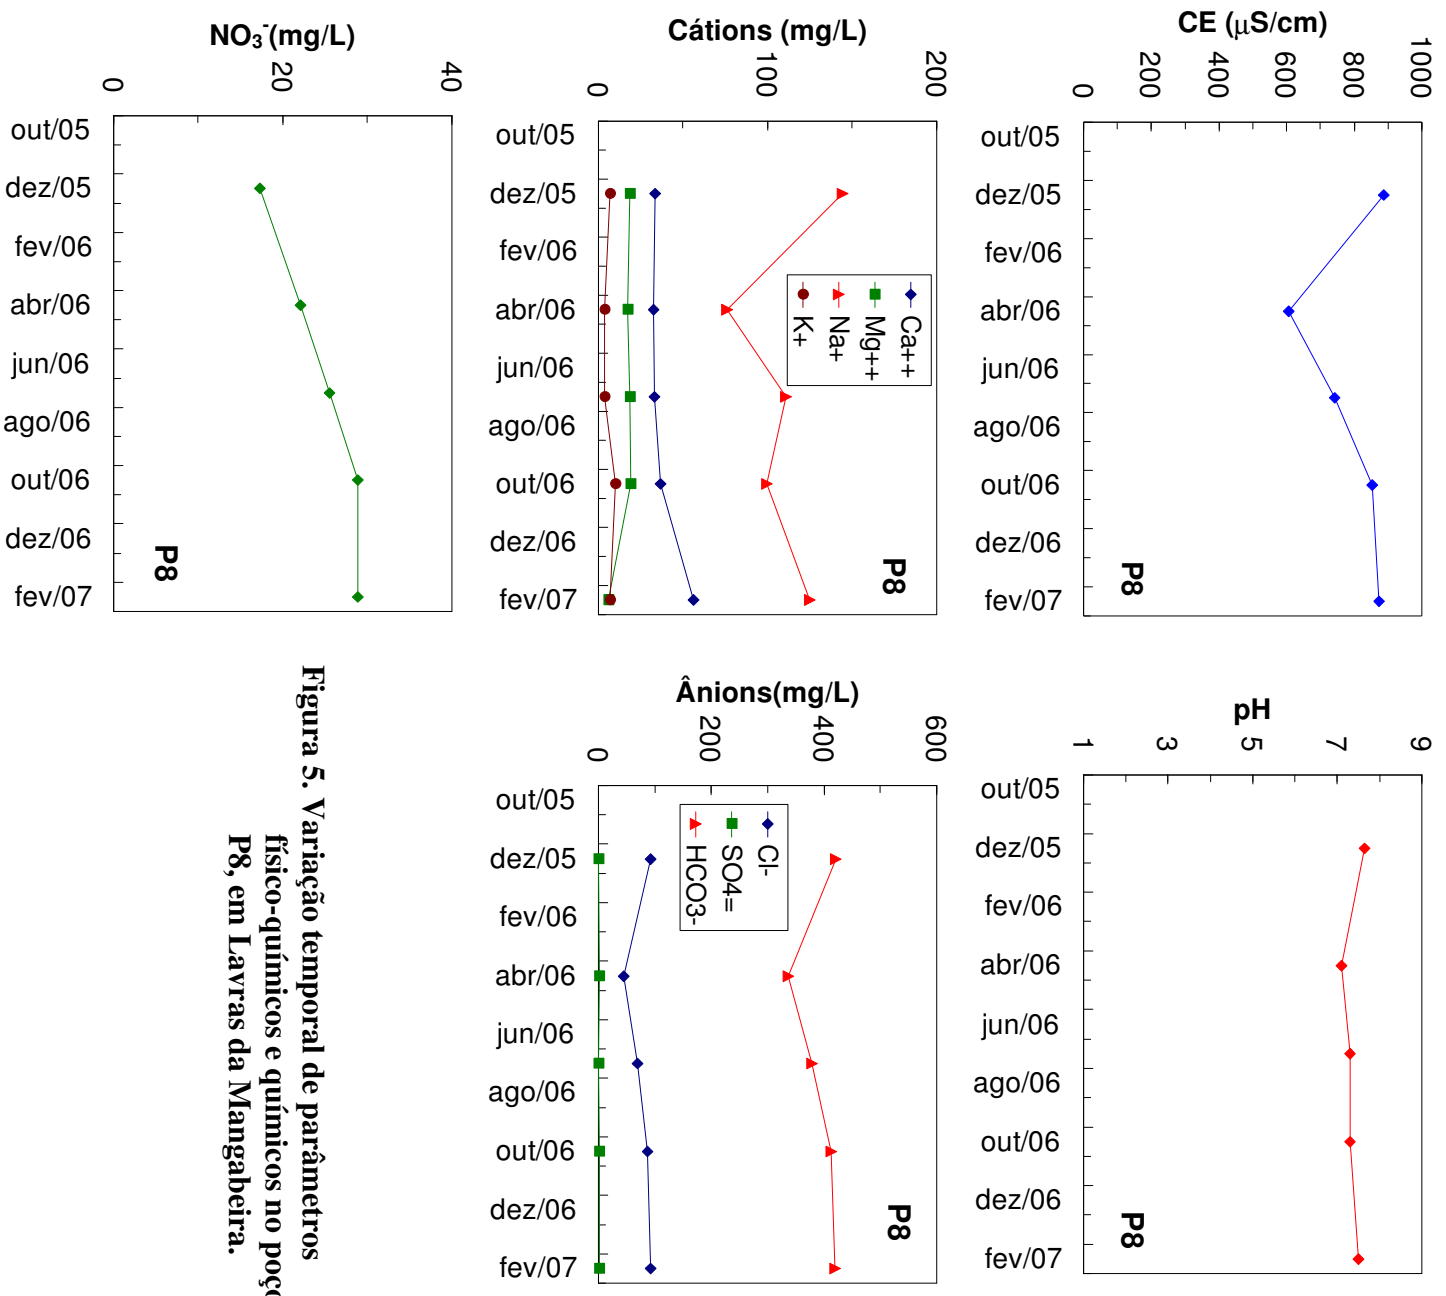 CE (μS/cm)
0 200 400 600 800 1000
out/05
dez/05
fev/06
abr/06
jun/06
ago/06
out/06
dez/06
fev/07
P8
pH
1 3 5 7 9
out/05
dez/05
fev/06
abr/06
jun/06
ago/06
out/06
dez/06
fev/07
P8
Cátions (mg/L)
0 100 200
out/05
dez/05
fev/06
abr/06
jun/06
ago/06
out/06
dez/06
fev/07
Ca++
Mg++
Na+
K+
P8
Ânions(mg/L)
0 200 400 600
out/05
dez/05
fev/06
abr/06
jun/06
ago/06
out/06
dez/06
fev/07
Cl-
SO4=
HCO3-
P8
NO₃⁻(mg/L)
0 20 40
out/05
dez/05
fev/06
abr/06
jun/06
ago/06
out/06
dez/06
fev/07
P8
Figura 5. Variação temporal de parâmetros
físico-químicos e químicos no poço
P8, em Lavras da Mangabeira.